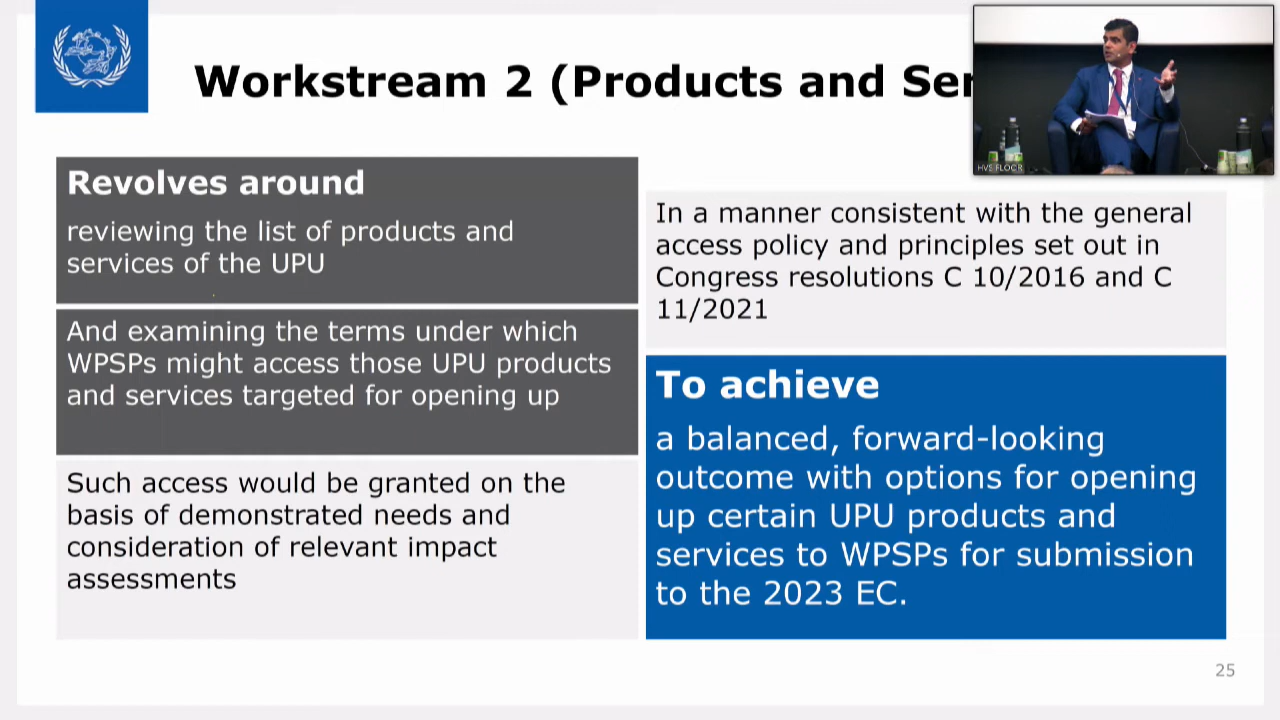 Workstream 2 (Products and Ser
Revolves around
reviewing the list of products and
services of the UPU
And examining the terms under which
WPSPs might access those UPU products
and services targeted for opening up
Such access would be granted on the
basis of demonstrated needs and
consideration of relevant impact
assessments
In a manner consistent with the general
access policy and principles set out in
Congress resolutions C 10/2016 and C
11/2021
To achieve
a balanced, forward-looking
outcome with options for opening
up certain UPU products and
services to WPSPs for submission
to the 2023 EC.
HVS FLOOR
25